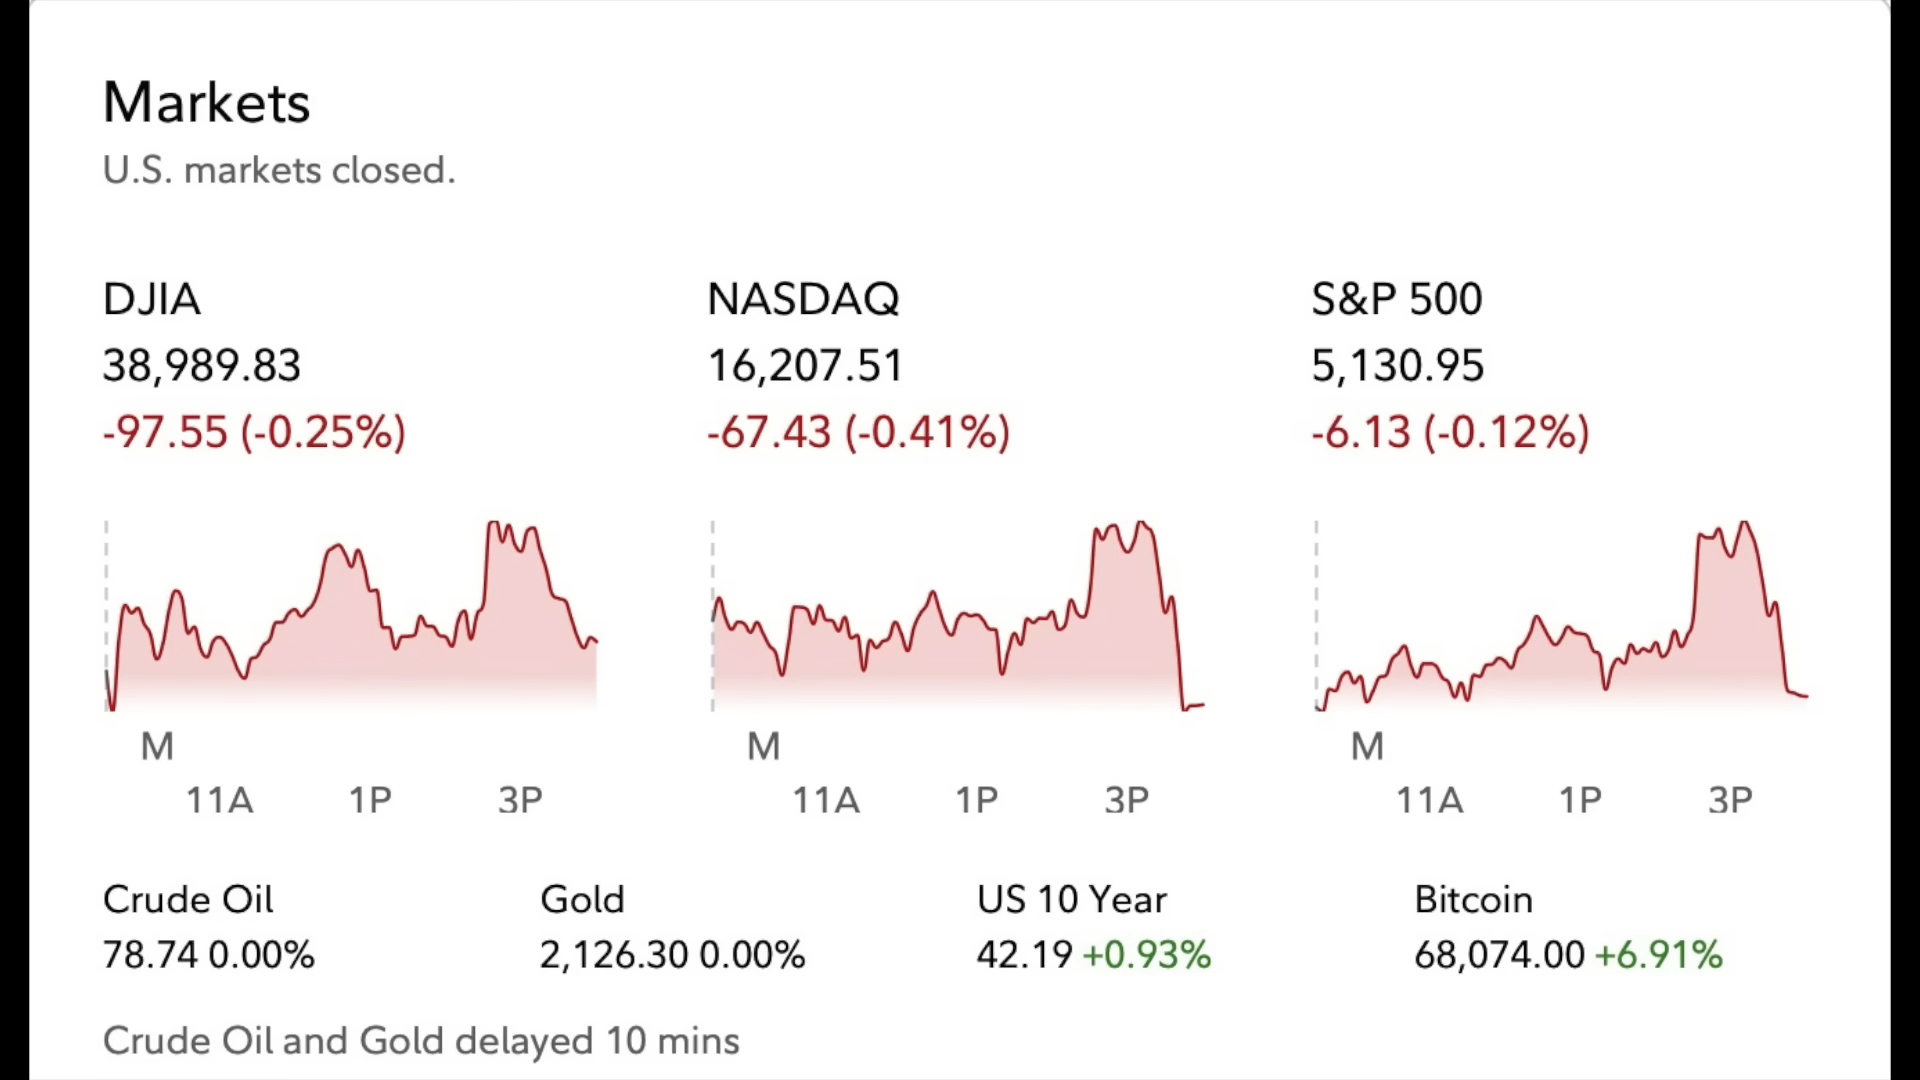 Markets
U.S. markets closed.
DJIA
38,989.83
-97.55 (-0.25%)
M
11A 1P 3P
NASDAQ
16,207.51
-67.43 (-0.41%)
M
11A 1P 3P
S&P 500
5,130.95
-6.13 (-0.12%)
M
11A 1P 3P
Crude Oil
78.74 0.00%
Gold
2,126.30 0.00%
US 10 Year
42.19 +0.93%
Bitcoin
68,074.00 +6.91%
Crude Oil and Gold delayed 10 mins